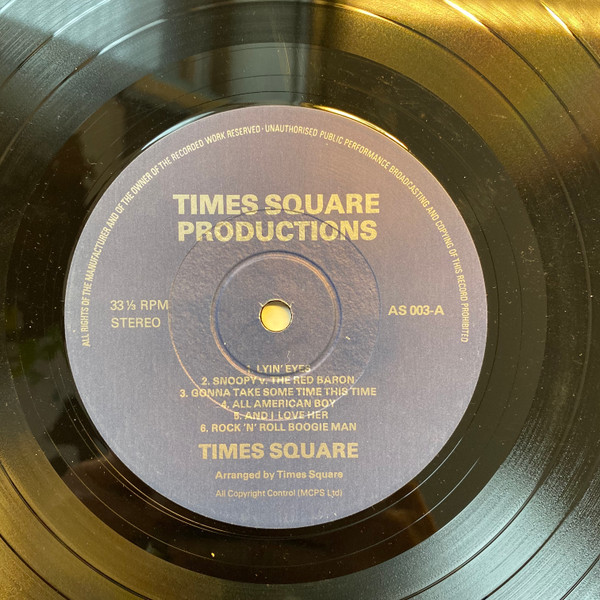 ALL RIGHTS OF THE MANUFACTURER AND OF THE OWNER OF THE RECORDED WORK RESERVED · UNAUTHORISED PUBLIC PERFORMANCE BROADCASTING AND COPYING OF THIS RECORD PROHIBITED
TIMES SQUARE
PRODUCTIONS
33⅓ RPM
STEREO
AS 003-A
1. LYIN' EYES
2. SNOOPY v. THE RED BARON
3. GONNA TAKE SOME TIME THIS TIME
4. ALL AMERICAN BOY
5. AND I LOVE HER
6. ROCK 'N' ROLL BOOGIE MAN
TIMES SQUARE
Arranged by Times Square
All Copyright Control (MCPS Ltd)